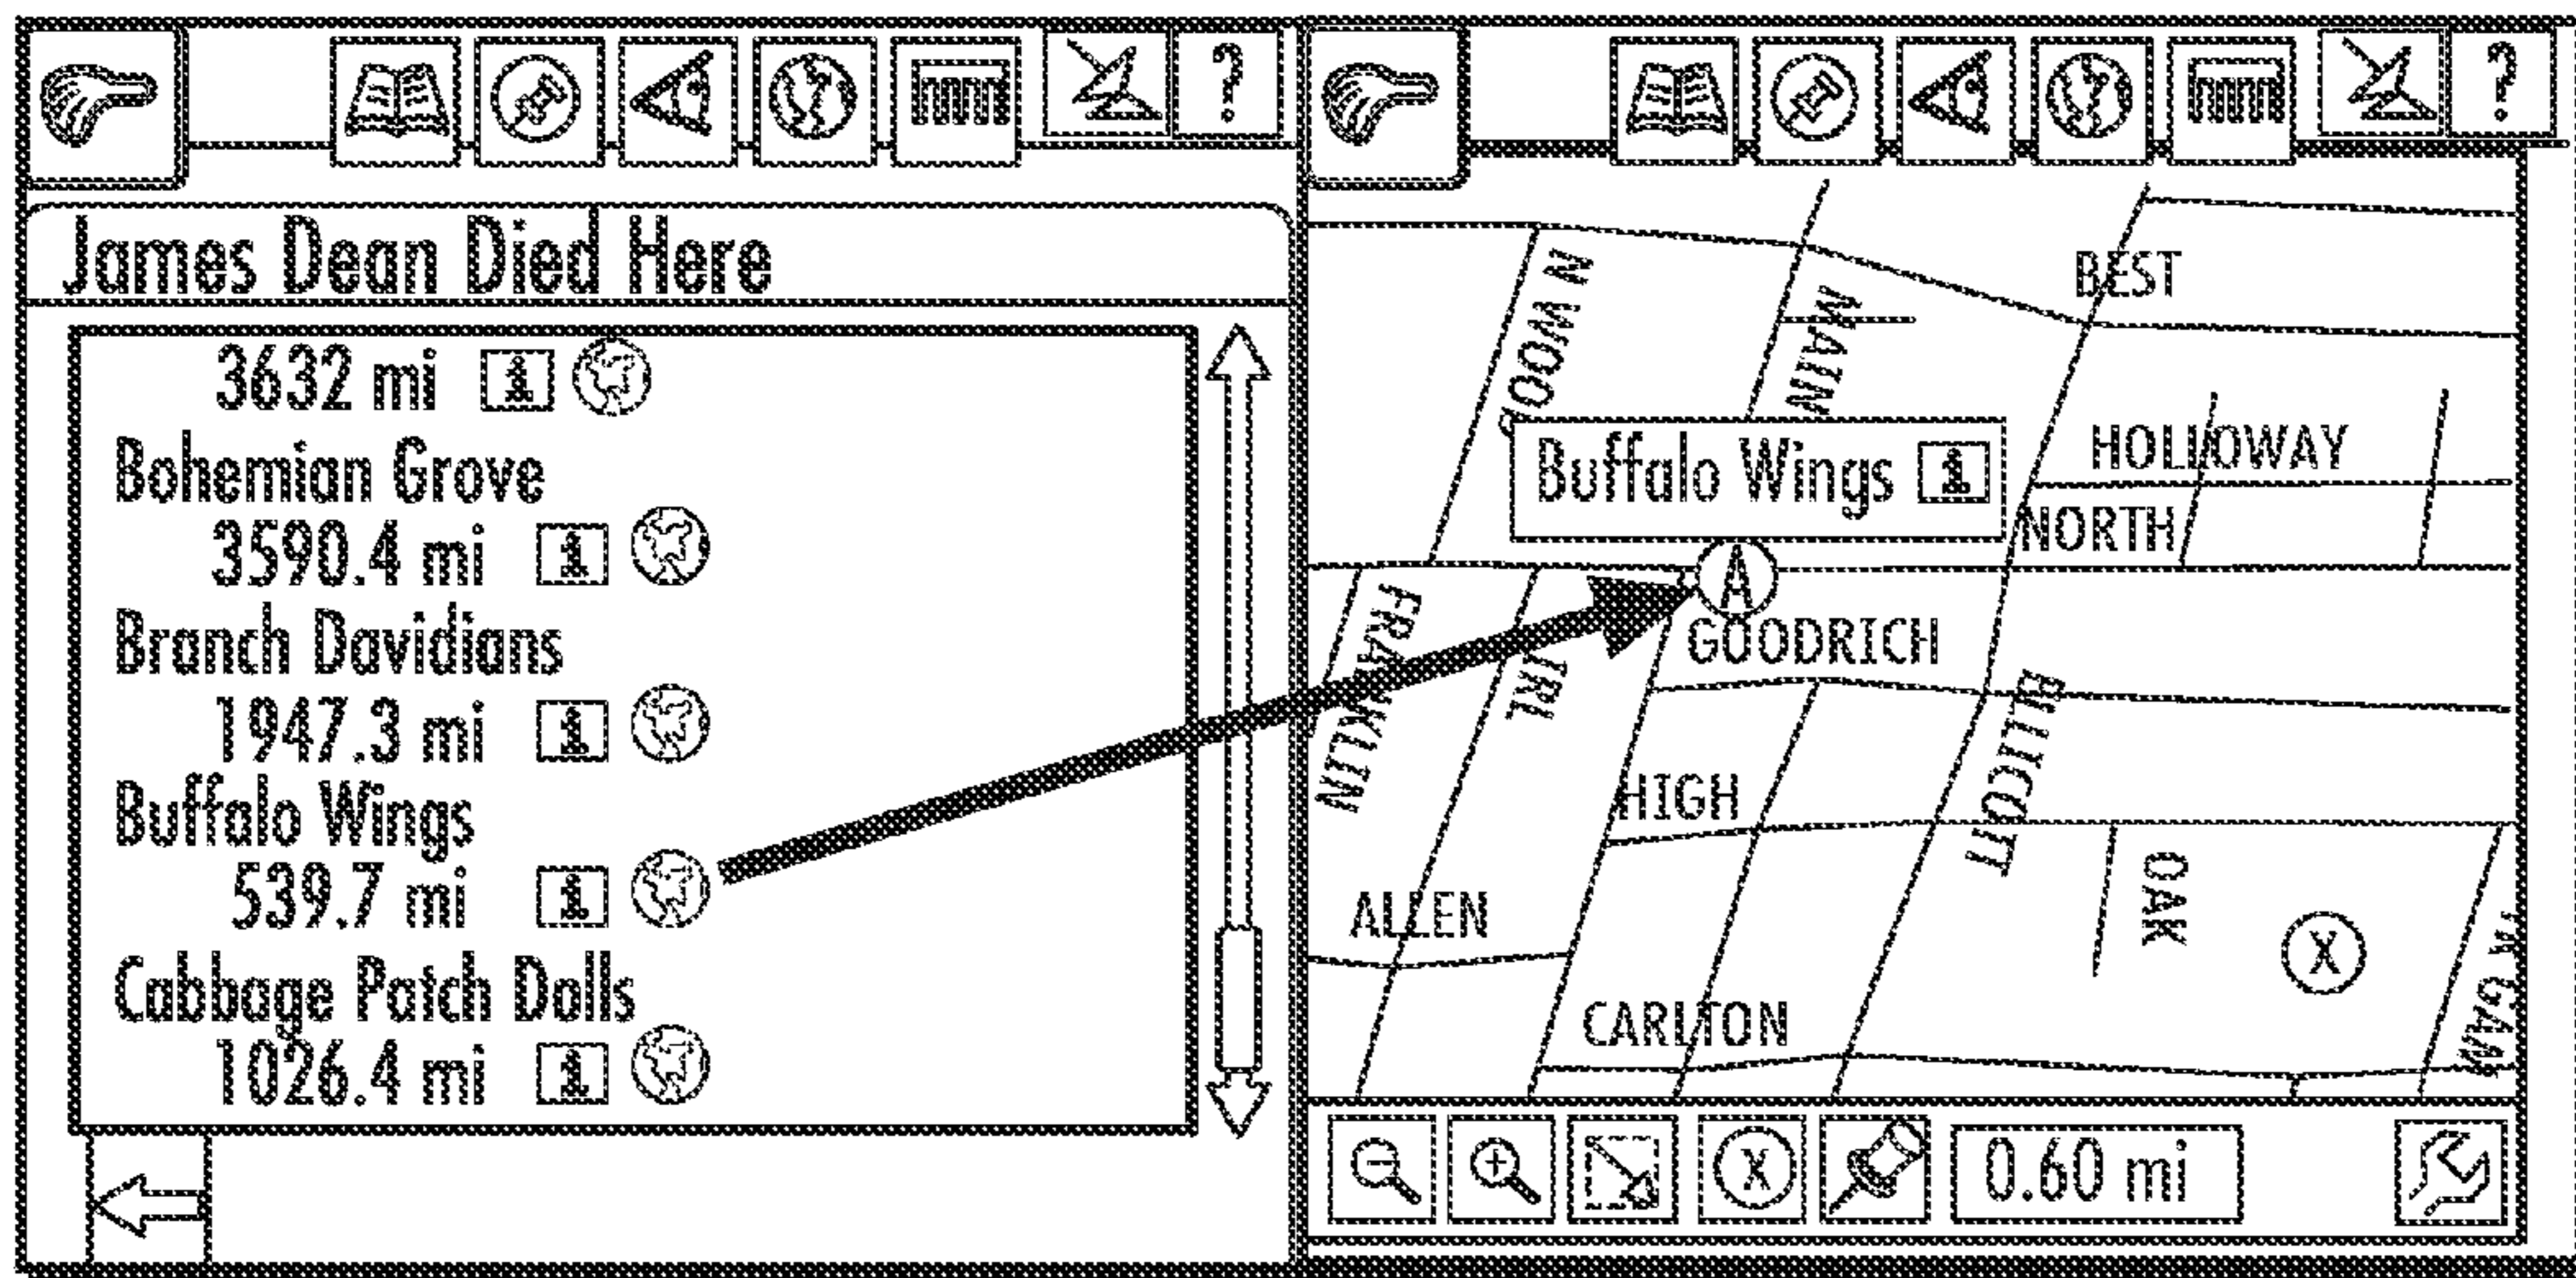 ?
?
James Dean Died Here
3632 mi
Bohemian Grove
3590.4 mi
Branch Davidians
1947.3 mi
Buffalo Wings
539.7 mi
Cabbage Patch Dolls
1026.4 mi
BEST
MAIN
HOLLOWAY
Buffalo Wings
NORTH
A
GOODRICH
FRANKLIN
ELLICOTT
HIGH
OAK
ALLEN
X
CARLTON
X
0.60 mi